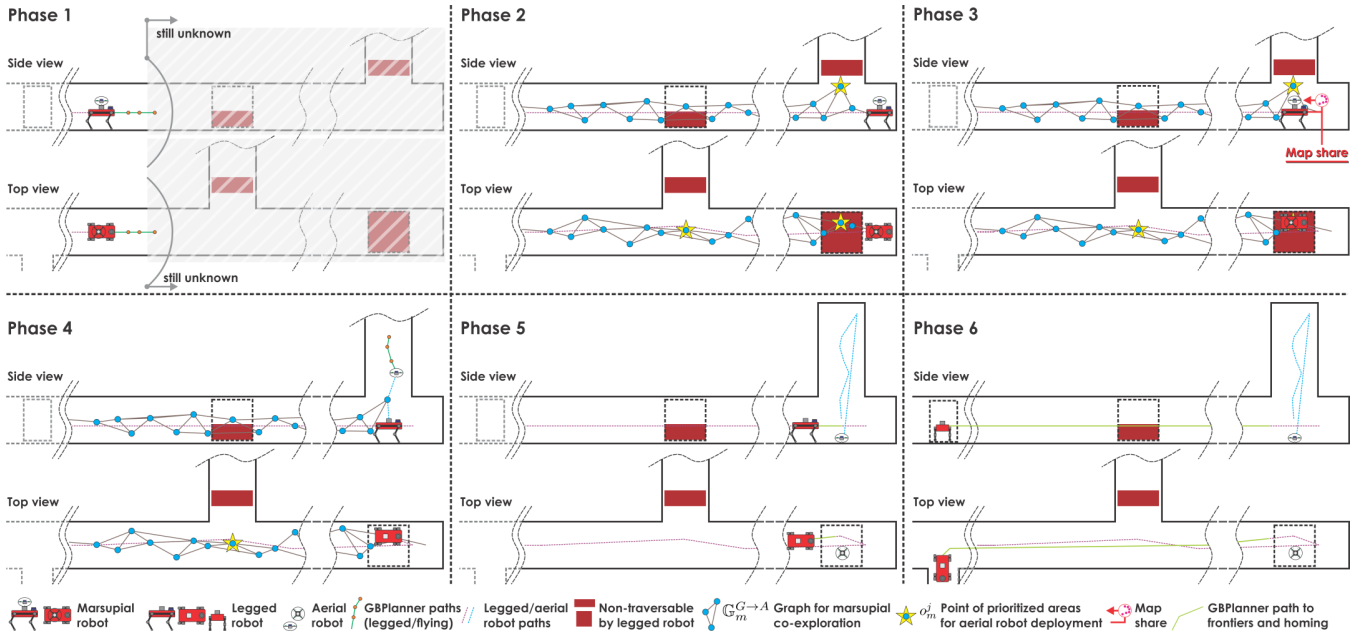 Phase 1
still unknown
Side view
Top view
still unknown
Phase 2
Side view
Top view
Phase 3
Side view
Map share
Top view
Phase 4
Side view
Top view
Phase 5
Side view
Top view
Phase 6
Side view
Top view
Marsupial
robot
Legged
robot
Aerial
robot
GBPlanner paths
(legged/flying)
Legged/aerial
robot paths
Non-traversable
by legged robot
𝔾ₘᴳ→ᴬ Graph for marsupial
co-exploration
oₘʲ Point of prioritized areas
for aerial robot deployment
Map
share
GBPlanner path to
frontiers and homing